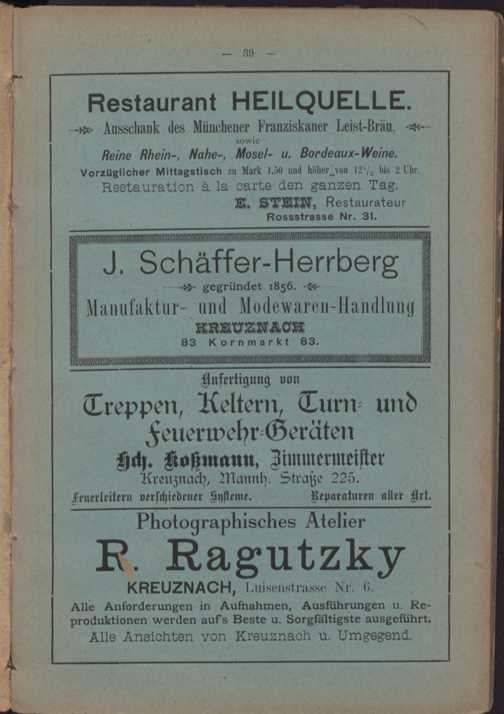 — 39 —
Restaurant HEILQUELLE.
Ausschank des Münchener Franziskaner Leist-Bräu,
sowie
Reine Rhein-, Nahe-, Mosel- u. Bordeaux-Weine.
Vorzüglicher Mittagstisch zu Mark 1.50 und höher von 12¹/₂ bis 2 Uhr.
Restauration à la carte den ganzen Tag.
E. STEIN, Restaurateur
Rossstrasse Nr. 31.
J. Schäffer-Herrberg
gegründet 1856.
Manufaktur- und Modewaren-Handlung
KREUZNACH
83 Kornmarkt 83.
Anfertigung von
Treppen, Keltern, Turn- und
Feuerwehr-Geräten
Hch. Koßmann, Zimmermeister
Kreuznach, Mannh. Straße 225.
Feuerleitern verschiedener Systeme. Reparaturen aller Art.
Photographisches Atelier
R. Ragutzky
KREUZNACH, Luisenstrasse Nr. 6.
Alle Anforderungen in Aufnahmen, Ausführungen u. Re-
produktionen werden auf's Beste u. Sorgfältigste ausgeführt.
Alle Ansichten von Kreuznach u. Umgegend.